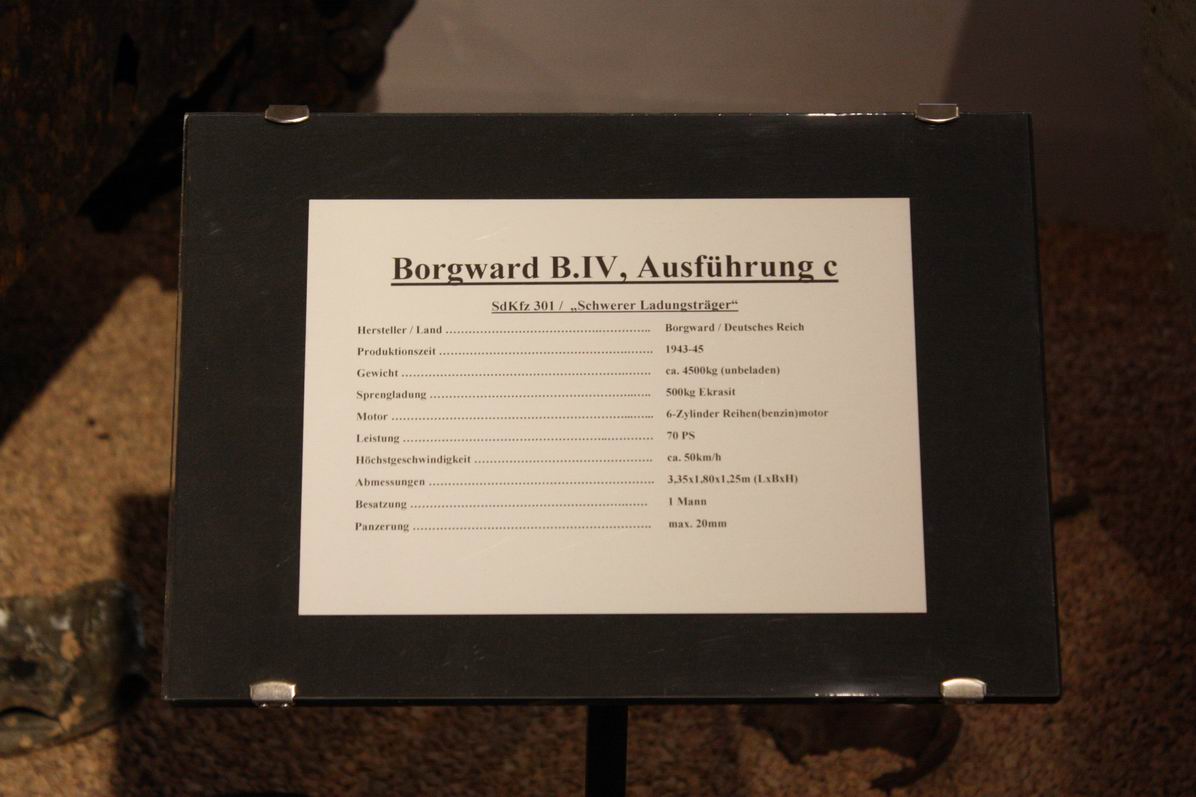 Borgward B.IV, Ausführung c
SdKfz 301 / „Schwerer Ladungsträger“
Hersteller / Land ........................................................ Borgward / Deutsches Reich
Produktionszeit .......................................................... 1943-45
Gewicht .................................................................... ca. 4500kg (unbeladen)
Sprengladung ............................................................ 500kg Ekrasit
Motor ....................................................................... 6-Zylinder Reihen(benzin)motor
Leistung .................................................................... 70 PS
Höchstgeschwindigkeit ................................................ ca. 50km/h
Abmessungen ............................................................. 3,35x1,80x1,25m (LxBxH)
Besatzung ................................................................. 1 Mann
Panzerung ................................................................. max. 20mm